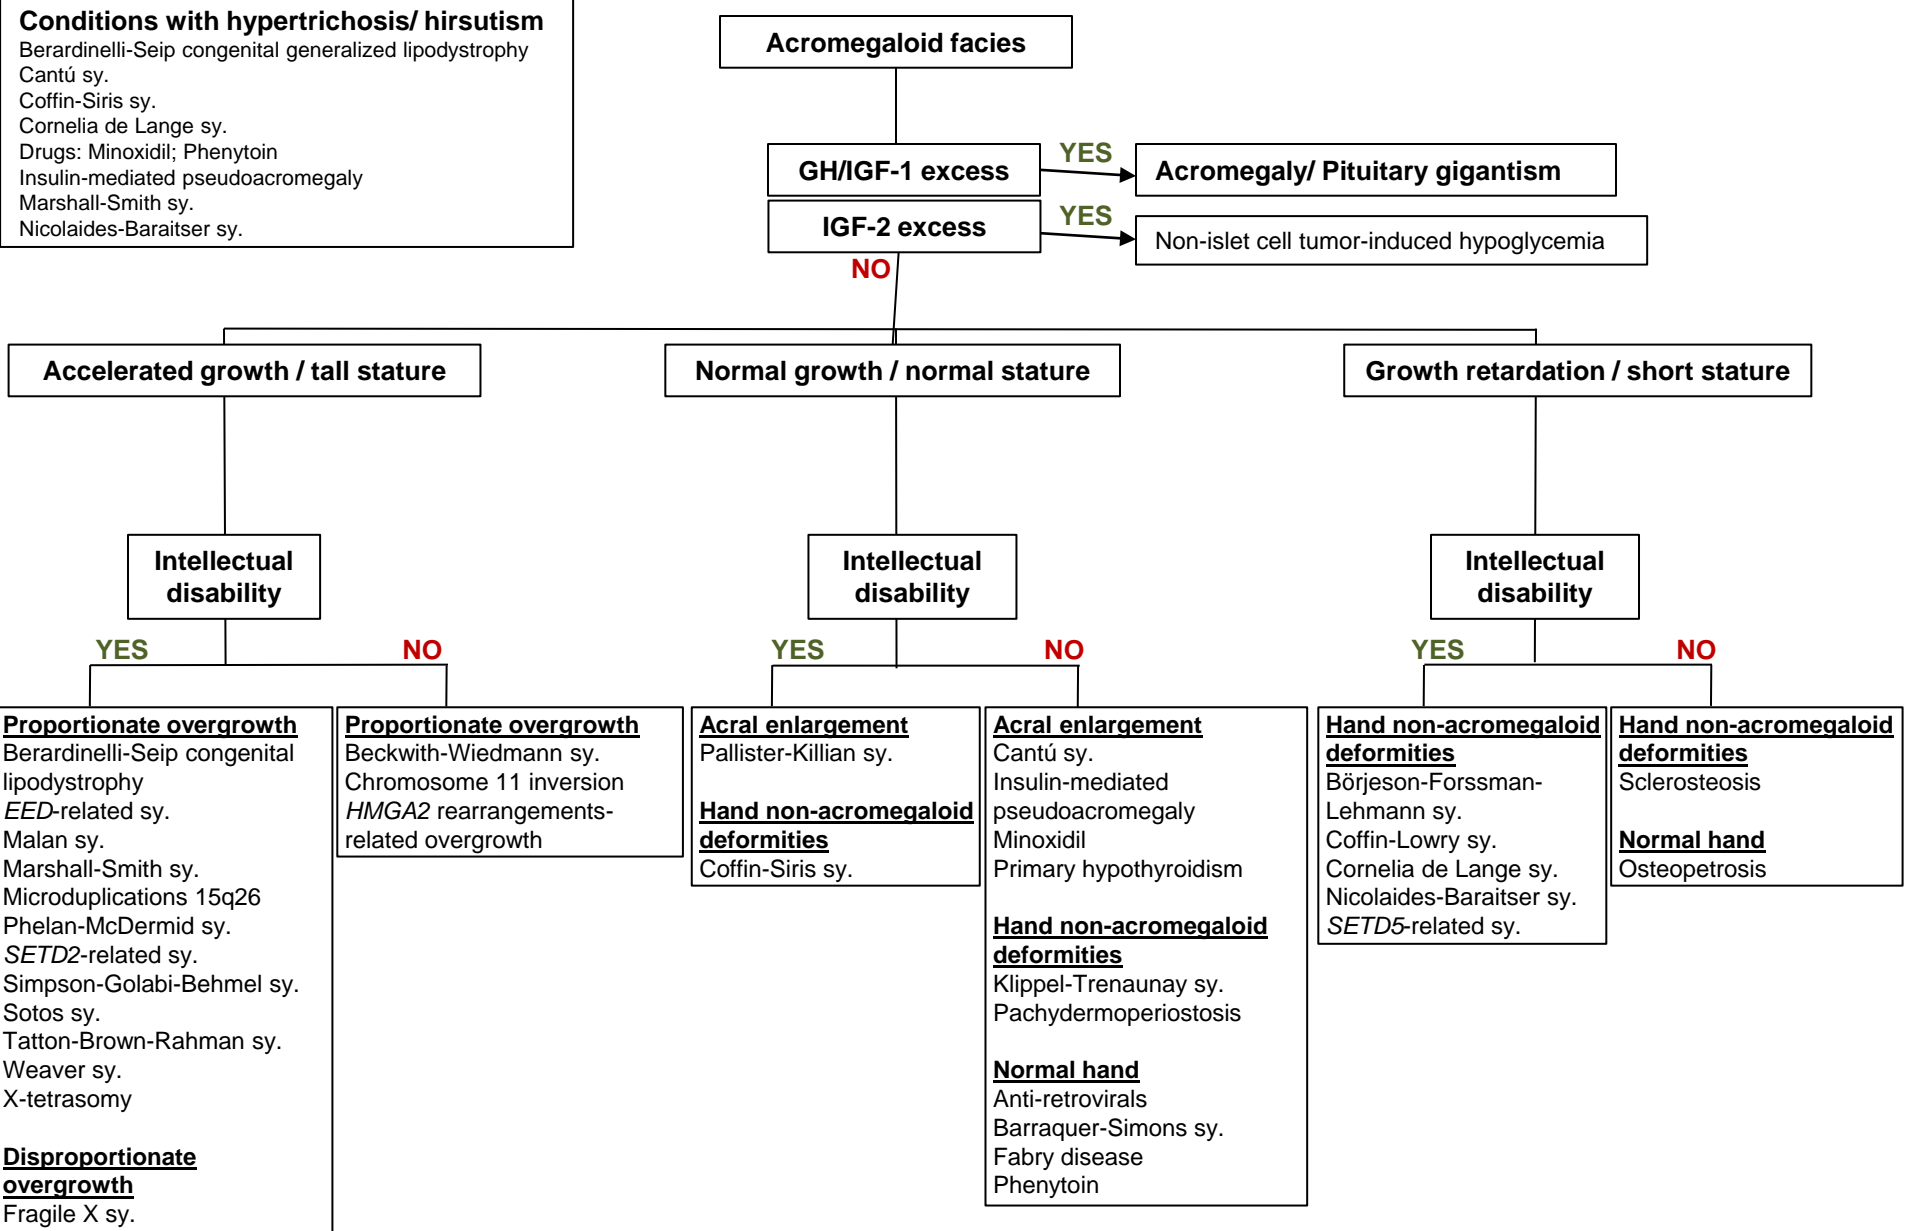 Conditions with hypertrichosis/ hirsutism
Berardinelli-Seip congenital generalized lipodystrophy
Cantú sy.
Coffin-Siris sy.
Cornelia de Lange sy.
Drugs: Minoxidil; Phenytoin
Insulin-mediated pseudoacromegaly
Marshall-Smith sy.
Nicolaides-Baraitser sy.
Acromegaloid facies
GH/IGF-1 excess
YES
Acromegaly/ Pituitary gigantism
IGF-2 excess
YES
Non-islet cell tumor-induced hypoglycemia
NO
Accelerated growth / tall stature
Normal growth / normal stature
Growth retardation / short stature
Intellectual
disability
Intellectual
disability
Intellectual
disability
YES
NO
YES
NO
YES
NO
Proportionate overgrowth
Berardinelli-Seip congenital
lipodystrophy
EED-related sy.
Malan sy.
Marshall-Smith sy.
Microduplications 15q26
Phelan-McDermid sy.
SETD2-related sy.
Simpson-Golabi-Behmel sy.
Sotos sy.
Tatton-Brown-Rahman sy.
Weaver sy.
X-tetrasomy
Disproportionate
overgrowth
Fragile X sy.
Proportionate overgrowth
Beckwith-Wiedmann sy.
Chromosome 11 inversion
HMGA2 rearrangements-
related overgrowth
Acral enlargement
Pallister-Killian sy.
Hand non-acromegaloid
deformities
Coffin-Siris sy.
Acral enlargement
Cantú sy.
Insulin-mediated
pseudoacromegaly
Minoxidil
Primary hypothyroidism
Hand non-acromegaloid
deformities
Klippel-Trenaunay sy.
Pachydermoperiostosis
Normal hand
Anti-retrovirals
Barraquer-Simons sy.
Fabry disease
Phenytoin
Hand non-acromegaloid
deformities
Börjeson-Forssman-
Lehmann sy.
Coffin-Lowry sy.
Cornelia de Lange sy.
Nicolaides-Baraitser sy.
SETD5-related sy.
Hand non-acromegaloid
deformities
Sclerosteosis
Normal hand
Osteopetrosis